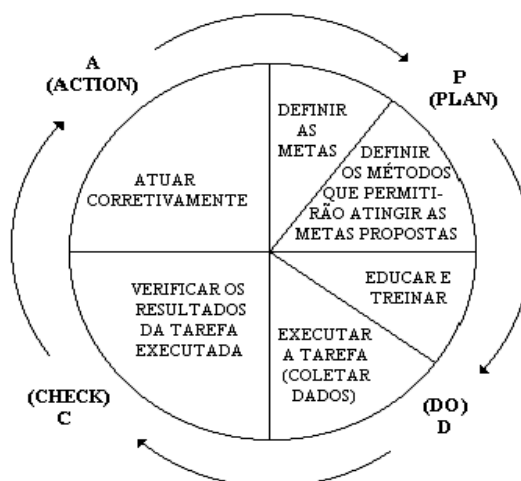 A
(ACTION)
P
(PLAN)
DEFINIR
AS
METAS
DEFINIR
OS MÉTODOS
QUE PERMITI-
RÃO ATINGIR AS
METAS PROPOSTAS
EDUCAR E
TREINAR
EXECUTAR
A TAREFA
(COLETAR
DADOS)
(DO)
D
VERIFICAR OS
RESULTADOS
DA TAREFA
EXECUTADA
(CHECK)
C
ATUAR
CORRETIVAMENTE